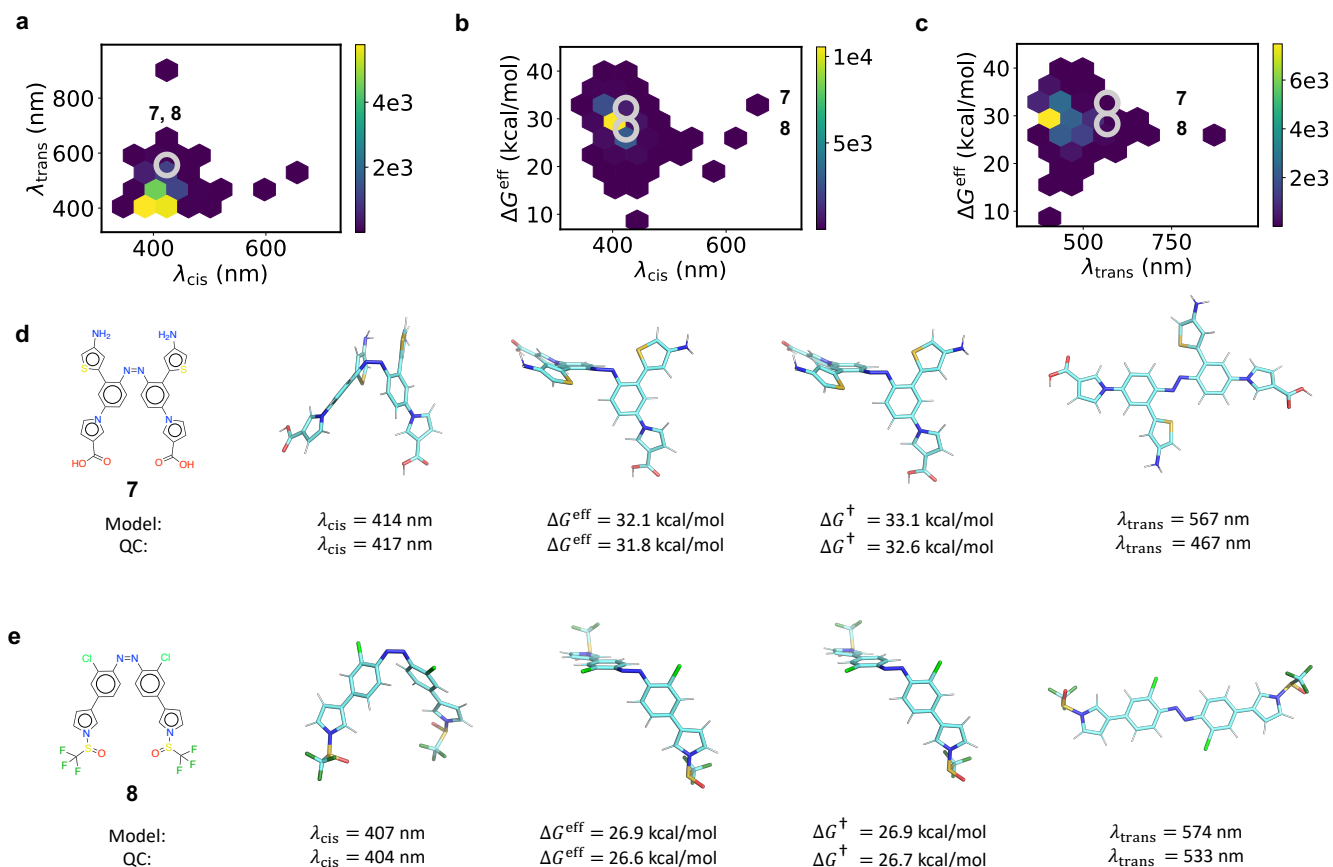 a
b
c
λtrans (nm)
800
600
400
400
600
λcis (nm)
7, 8
4e3
2e3
ΔGeff (kcal/mol)
40
30
20
10
400
600
λcis (nm)
7
8
1e4
5e3
ΔGeff (kcal/mol)
40
30
20
10
500
750
λtrans (nm)
7
8
6e3
4e3
2e3
d
NH2
H2N
S
N=N
S
N
N
HO
O
O
OH
7
Model:
QC:
λcis = 414 nm
λcis = 417 nm
ΔGeff = 32.1 kcal/mol
ΔGeff = 31.8 kcal/mol
ΔG† = 33.1 kcal/mol
ΔG† = 32.6 kcal/mol
λtrans = 567 nm
λtrans = 467 nm
e
Cl
N=N
Cl
N
N
S
O
O
S
F
F
F
F
F
F
8
Model:
QC:
λcis = 407 nm
λcis = 404 nm
ΔGeff = 26.9 kcal/mol
ΔGeff = 26.6 kcal/mol
ΔG† = 26.9 kcal/mol
ΔG† = 26.7 kcal/mol
λtrans = 574 nm
λtrans = 533 nm